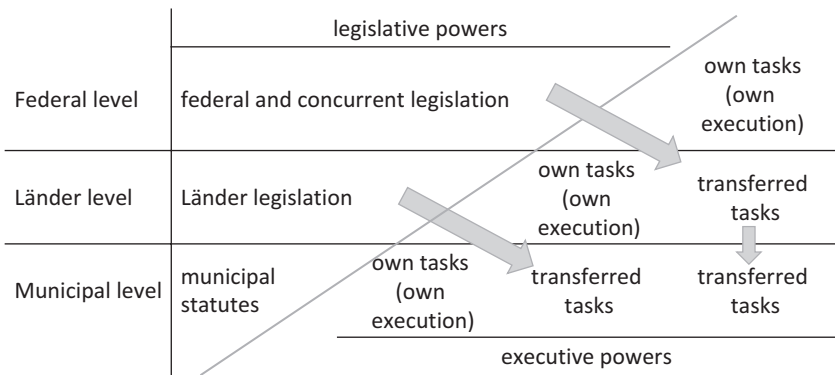 legislative powers
Federal level
federal and concurrent legislation
own tasks
(own
execution)
Länder level
Länder legislation
own tasks
(own
execution)
transferred
tasks
Municipal level
municipal
statutes
own tasks
(own
execution)
transferred
tasks
transferred
tasks
executive powers